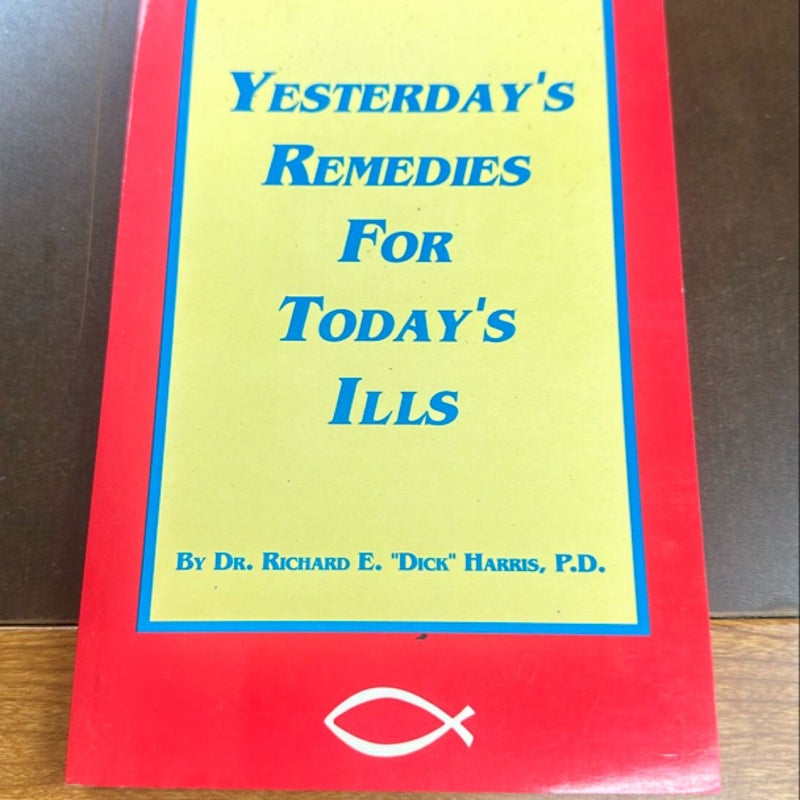 YESTERDAY'S
REMEDIES
FOR
TODAY'S
ILLS
BY DR. RICHARD E. "DICK" HARRIS, P.D.